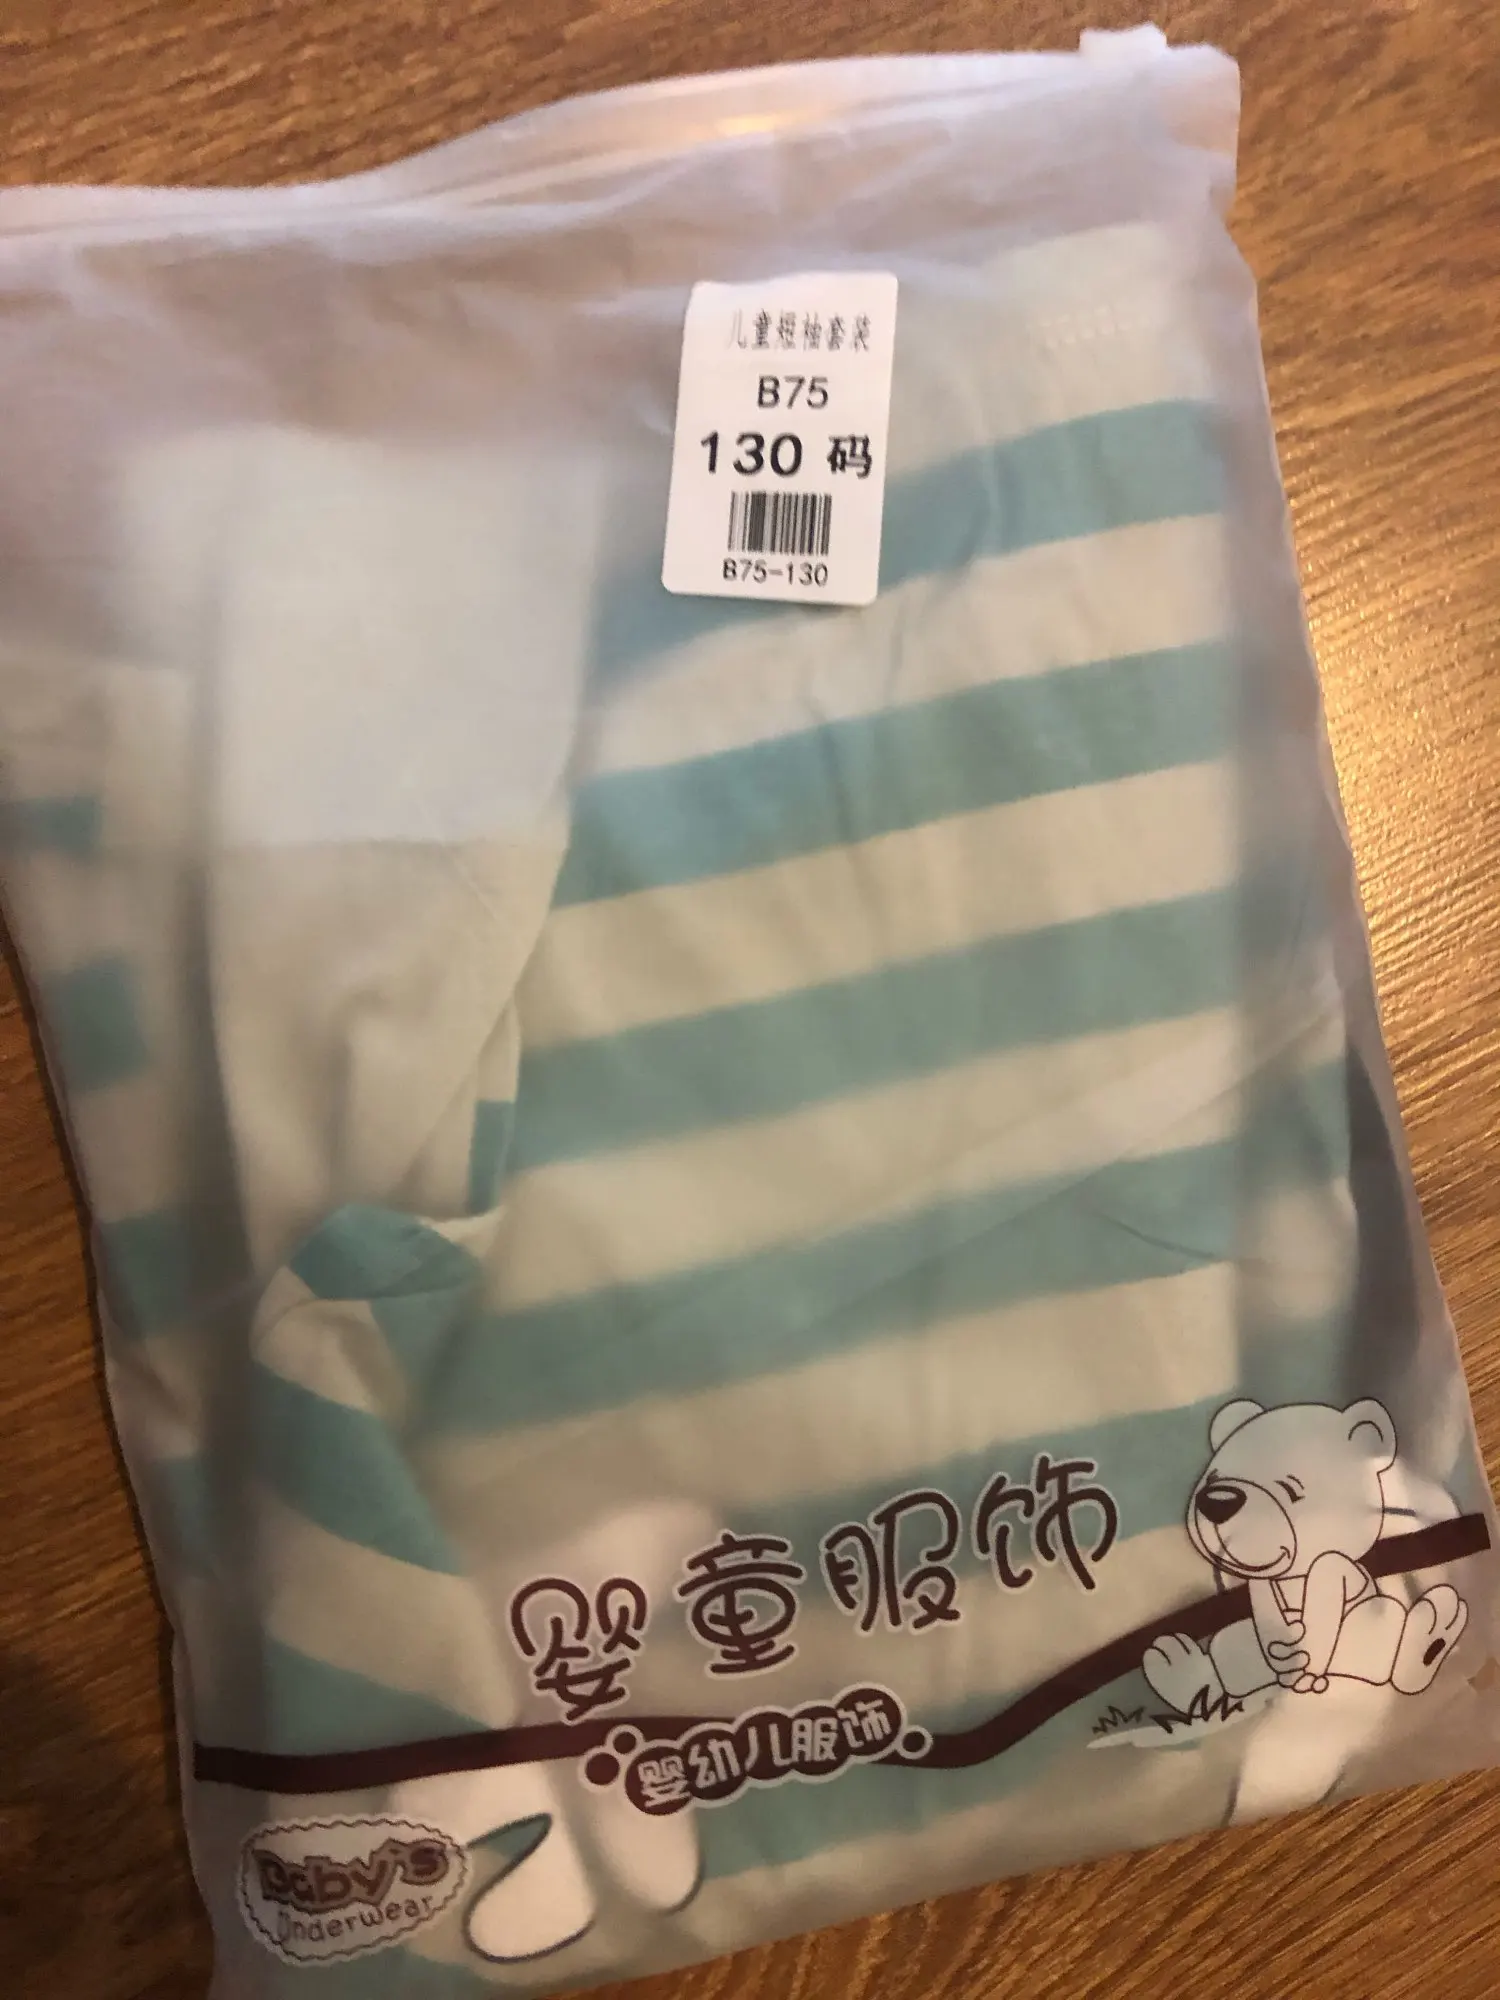 儿童短袖套装
B75
130 码
B75-130
婴童服饰
婴幼儿服饰
Baby's
Underwear